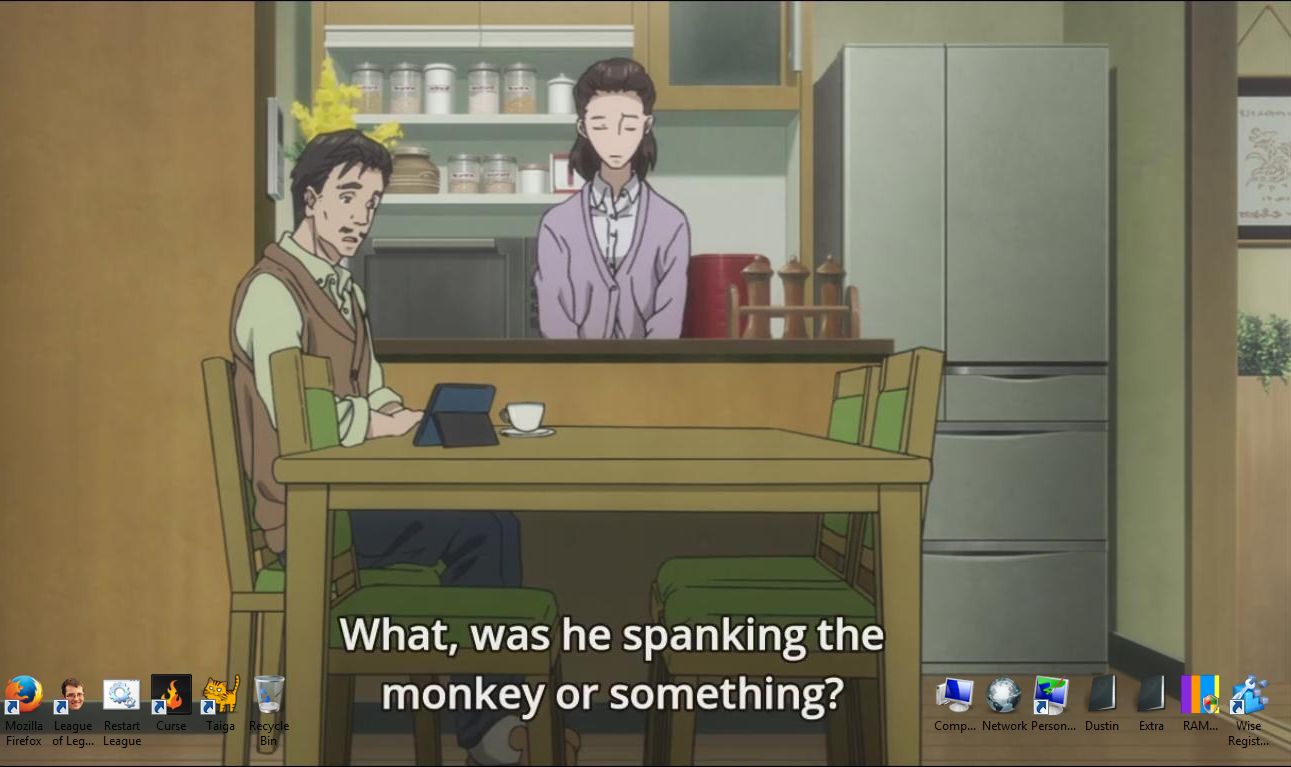 What, was he spanking the
monkey or something?
Mozilla
Firefox
League
of Leg...
Restart
League
Curse
Taiga
Recycle
Bin
Comp...
Network
Person...
Dustin
Extra
RAM...
Wise
Regist...